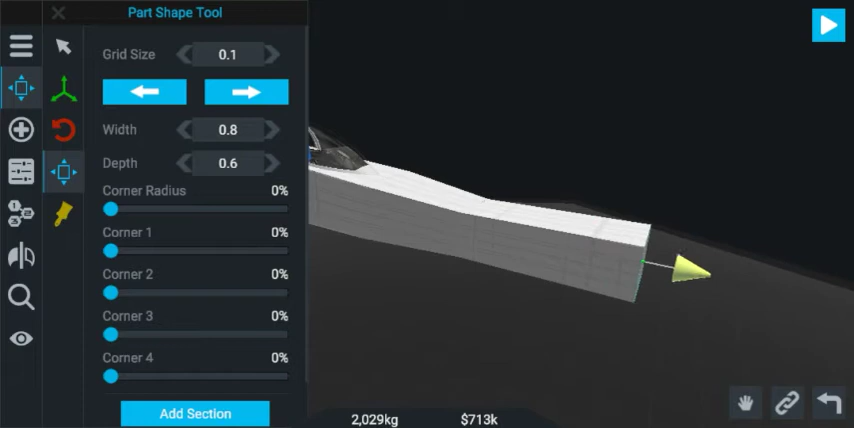 Part Shape Tool
Grid Size 0.1
Width 0.8
Depth 0.6
Corner Radius 0%
Corner 1 0%
Corner 2 0%
Corner 3 0%
Corner 4 0%
Add Section
2,029kg $713k